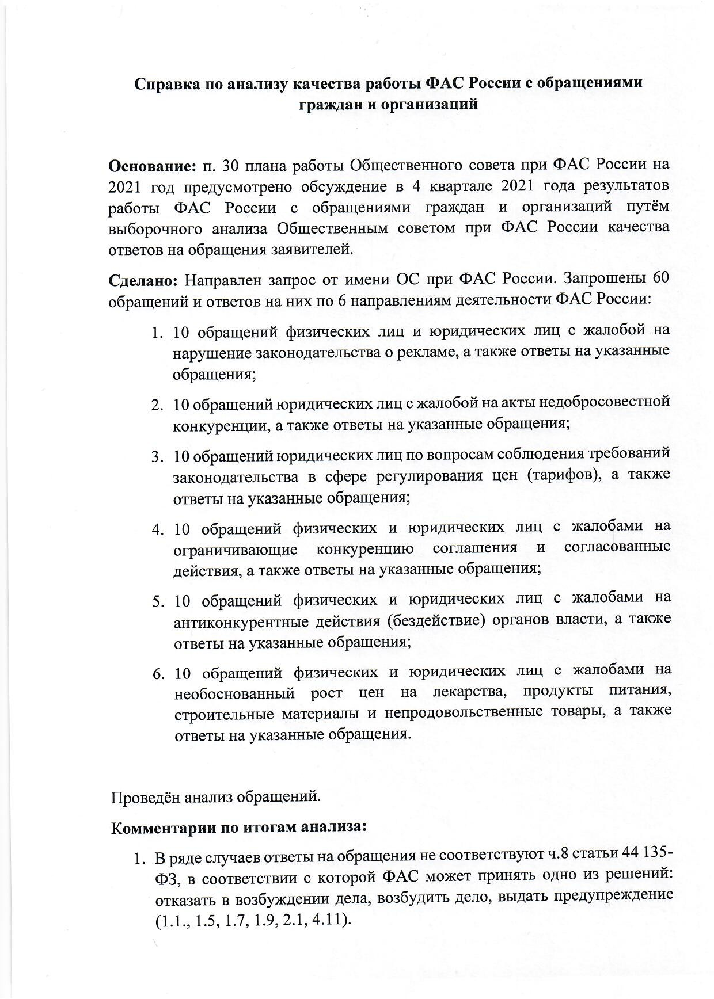 Справка по анализу качества работы ФАС России с обращениями
граждан и организаций
Основание: п. 30 плана работы Общественного совета при ФАС России на
2021 год предусмотрено обсуждение в 4 квартале 2021 года результатов
работы ФАС России с обращениями граждан и организаций путём
выборочного анализа Общественным советом при ФАС России качества
ответов на обращения заявителей.
Сделано: Направлен запрос от имени ОС при ФАС России. Запрошены 60
обращений и ответов на них по 6 направлениям деятельности ФАС России:
1. 10 обращений физических лиц и юридических лиц с жалобой на
нарушение законодательства о рекламе, а также ответы на указанные
обращения;
2. 10 обращений юридических лиц с жалобой на акты недобросовестной
конкуренции, а также ответы на указанные обращения;
3. 10 обращений юридических лиц по вопросам соблюдения требований
законодательства в сфере регулирования цен (тарифов), а также
ответы на указанные обращения;
4. 10 обращений физических и юридических лиц с жалобами на
ограничивающие конкуренцию соглашения и согласованные
действия, а также ответы на указанные обращения;
5. 10 обращений физических и юридических лиц с жалобами на
антиконкурентные действия (бездействие) органов власти, а также
ответы на указанные обращения;
6. 10 обращений физических и юридических лиц с жалобами на
необоснованный рост цен на лекарства, продукты питания,
строительные материалы и непродовольственные товары, а также
ответы на указанные обращения.
Проведён анализ обращений.
Комментарии по итогам анализа:
1. В ряде случаев ответы на обращения не соответствуют ч.8 статьи 44 135-
ФЗ, в соответствии с которой ФАС может принять одно из решений:
отказать в возбуждении дела, возбудить дело, выдать предупреждение
(1.1., 1.5, 1.7, 1.9, 2.1, 4.11).